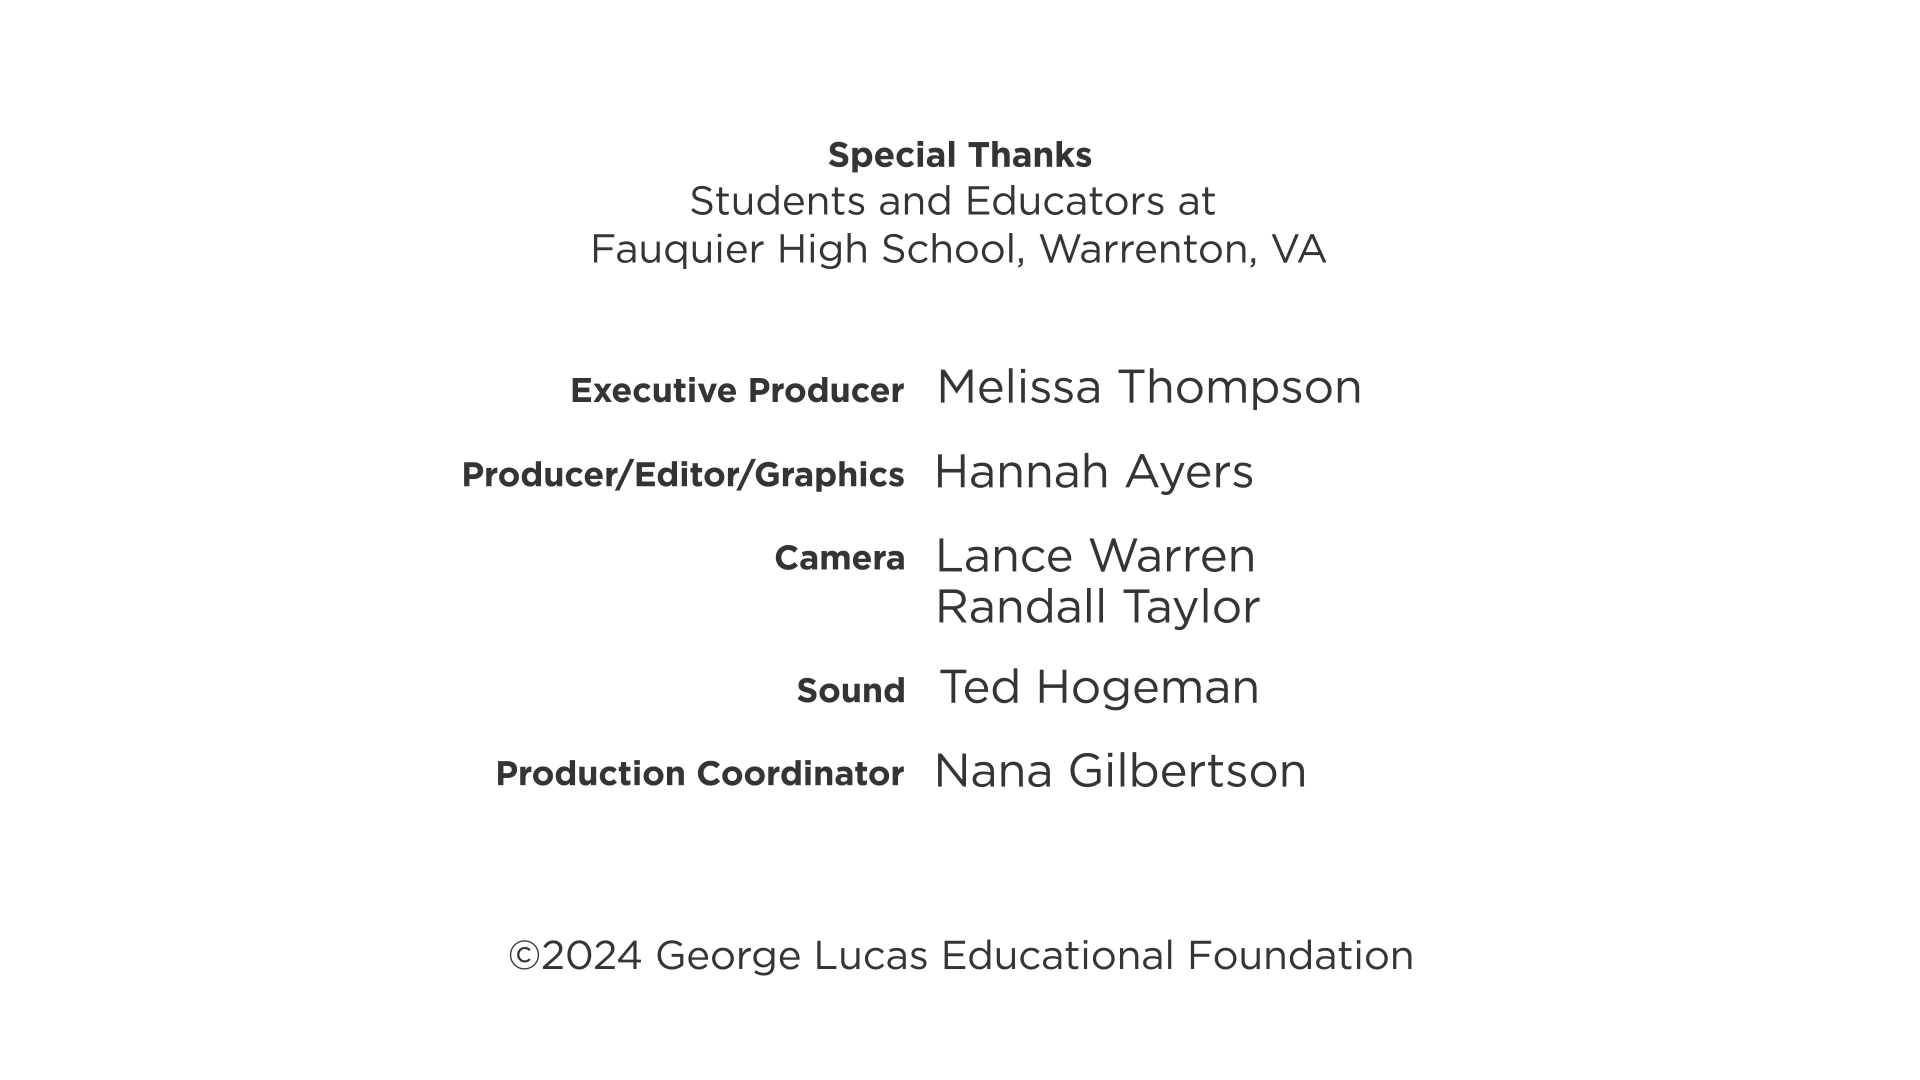 Special Thanks
Students and Educators at
Fauquier High School, Warrenton, VA
Executive Producer Melissa Thompson
Producer/Editor/Graphics Hannah Ayers
Camera Lance Warren
Randall Taylor
Sound Ted Hogeman
Production Coordinator Nana Gilbertson
©2024 George Lucas Educational Foundation